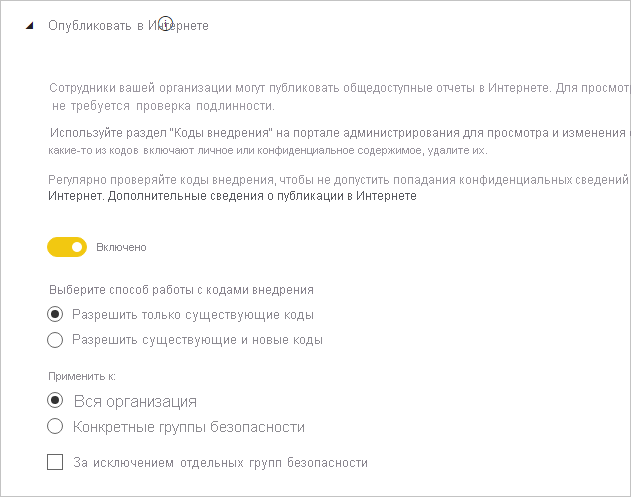 Опубликовать в Интернете
Сотрудники вашей организации могут публиковать общедоступные отчеты в Интернете. Для просмот
не требуется проверка подлинности.
Используйте раздел "Коды внедрения" на портале администрирования для просмотра и изменения
какие-то из кодов включают личное или конфиденциальное содержимое, удалите их.
Регулярно проверяйте коды внедрения, чтобы не допустить попадания конфиденциальных сведений
Интернет. Дополнительные сведения о публикации в Интернете
Включено
Выберите способ работы с кодами внедрения
Разрешить только существующие коды
Разрешить существующие и новые коды
Применить к:
Вся организация
Конкретные группы безопасности
За исключением отдельных групп безопасности